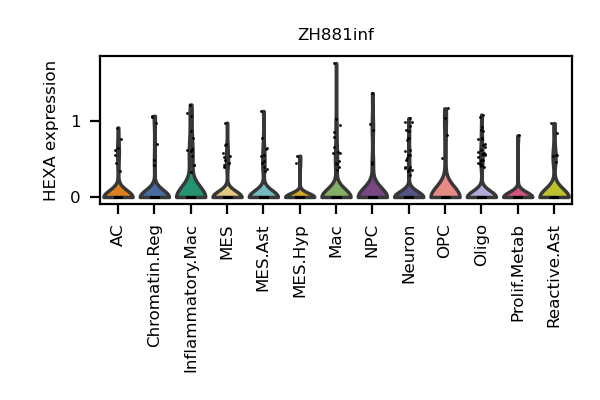 ZH881inf
HEXA expression
1
0
AC
Chromatin.Reg
Inflammatory.Mac
MES
MES.Ast
MES.Hyp
Mac
NPC
Neuron
OPC
Oligo
Prolif.Metab
Reactive.Ast